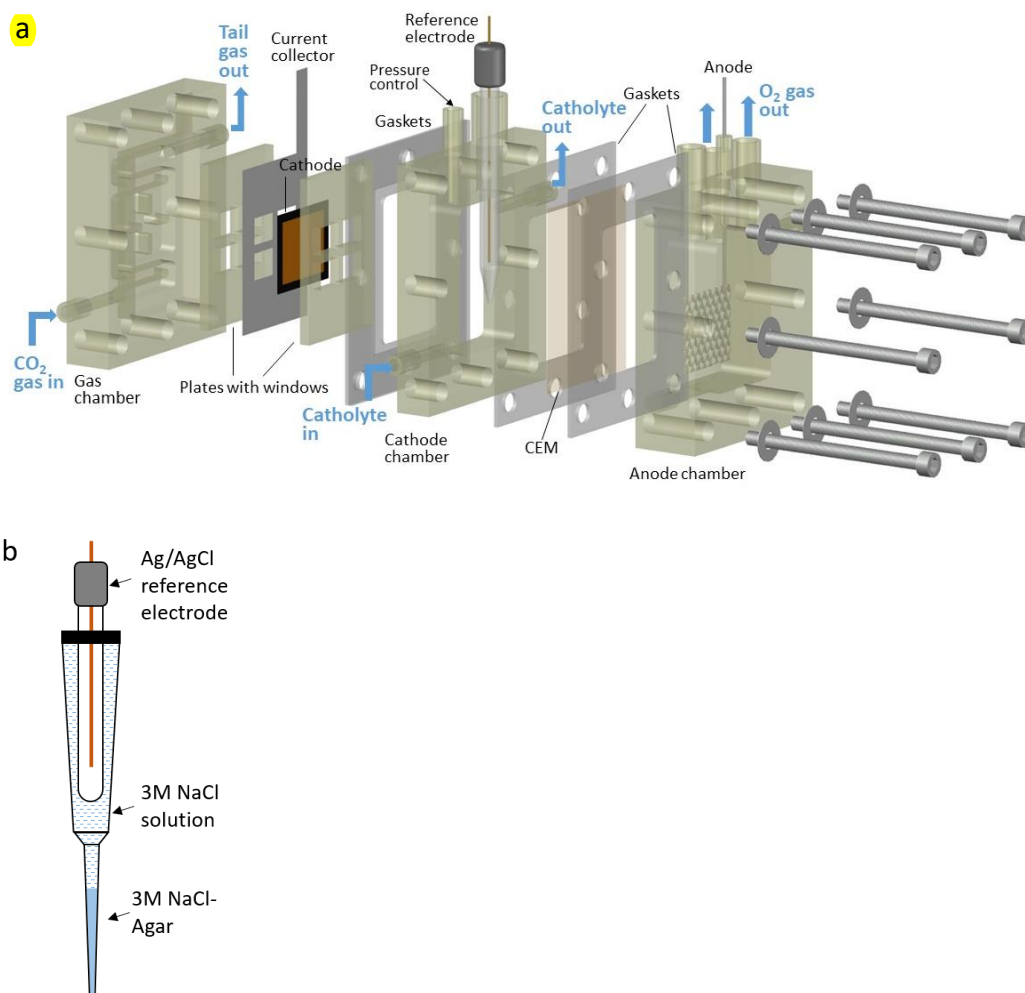 a
Tail
gas
out
Current
collector
Reference
electrode
Pressure
control
Gaskets
Cathode
Catholyte
out
Gaskets
Anode
O₂ gas
out
CO₂
gas in
Gas
chamber
Plates with windows
Catholyte
in
Cathode
chamber
CEM
Anode chamber
b
Ag/AgCl
reference
electrode
3M NaCl
solution
3M NaCl-
Agar